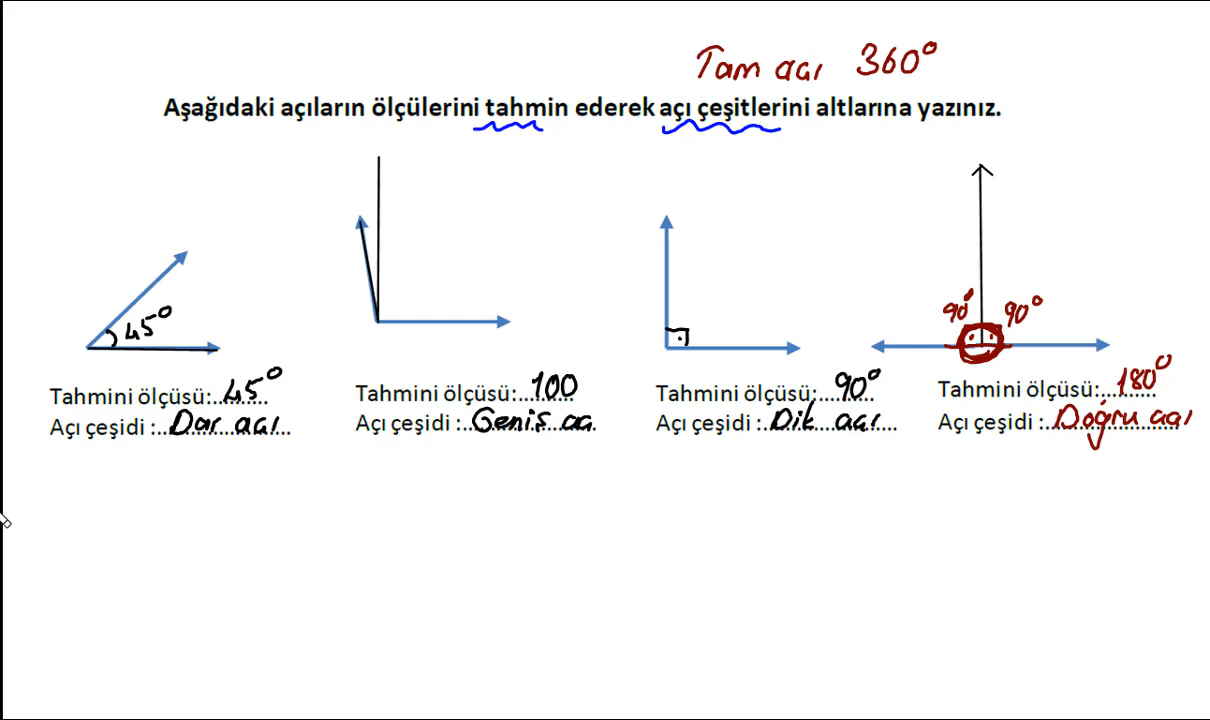 Tam açı 360°
Aşağıdaki açıların ölçülerini tahmin ederek açı çeşitlerini altlarına yazınız.
45°
90° 90°
Tahmini ölçüsü:..45°.. Tahmini ölçüsü:...100... Tahmini ölçüsü:....90°.. Tahmini ölçüsü:..180°..
Açı çeşidi :..Dar açı.. Açı çeşidi :..Geniş aç.. Açı çeşidi :..Dik açı... Açı çeşidi :..Doğru açı